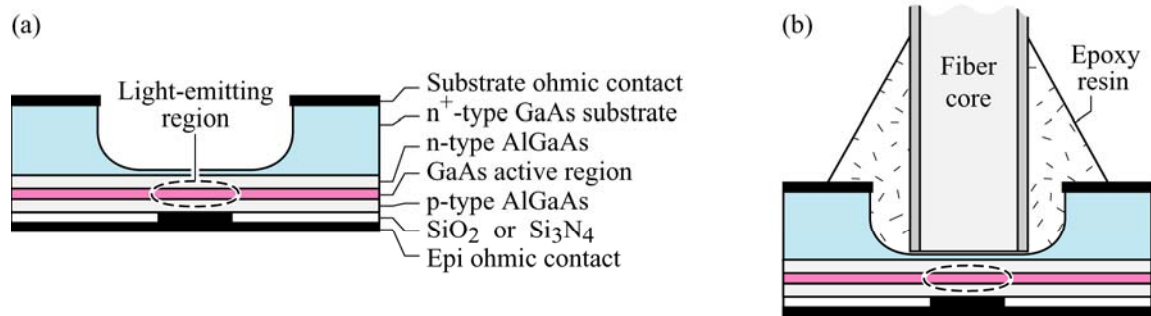 (a)
Light-emitting
region
Substrate ohmic contact
n⁺-type GaAs substrate
n-type AlGaAs
GaAs active region
p-type AlGaAs
SiO₂ or Si₃N₄
Epi ohmic contact
(b)
Fiber
core
Epoxy
resin